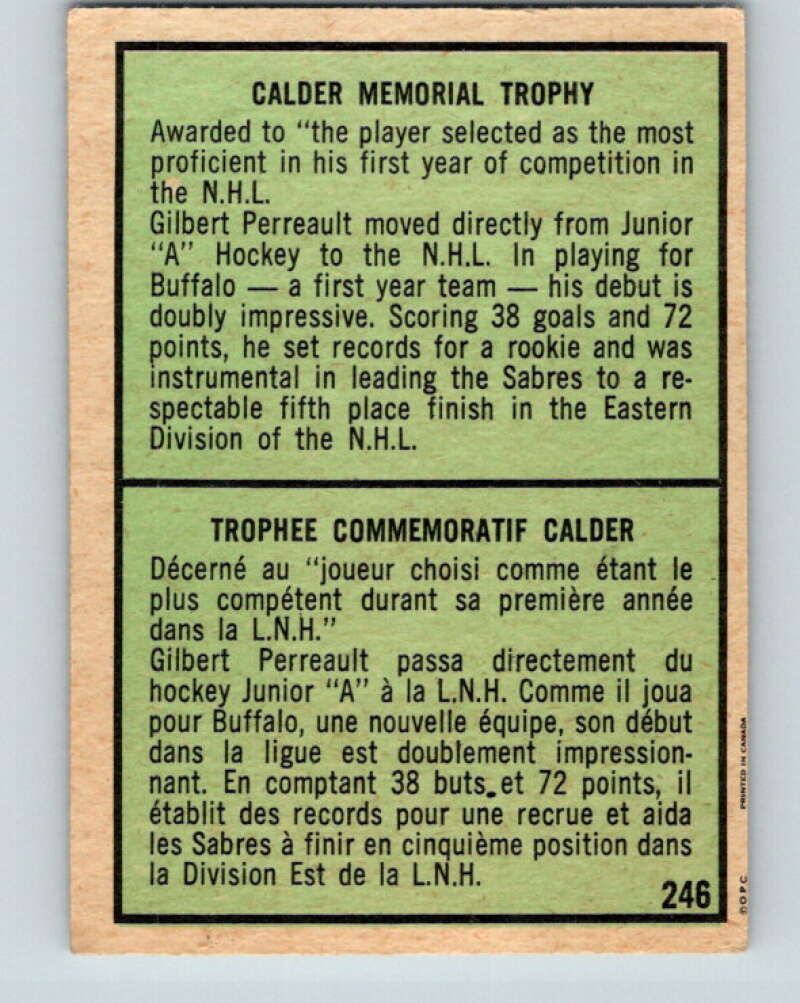 CALDER MEMORIAL TROPHY
Awarded to "the player selected as the most
proficient in his first year of competition in
the N.H.L.
Gilbert Perreault moved directly from Junior
"A" Hockey to the N.H.L. In playing for
Buffalo — a first year team — his debut is
doubly impressive. Scoring 38 goals and 72
points, he set records for a rookie and was
instrumental in leading the Sabres to a re-
spectable fifth place finish in the Eastern
Division of the N.H.L.
TROPHEE COMMEMORATIF CALDER
Décerné au "joueur choisi comme étant le
plus compétent durant sa première année
dans la L.N.H."
Gilbert Perreault passa directement du
hockey Junior "A" à la L.N.H. Comme il joua
pour Buffalo, une nouvelle équipe, son début
dans la ligue est doublement impression-
nant. En comptant 38 buts et 72 points, il
établit des records pour une recrue et aida
les Sabres à finir en cinquième position dans
la Division Est de la L.N.H.
246
©O.P.C. PRINTED IN CANADA